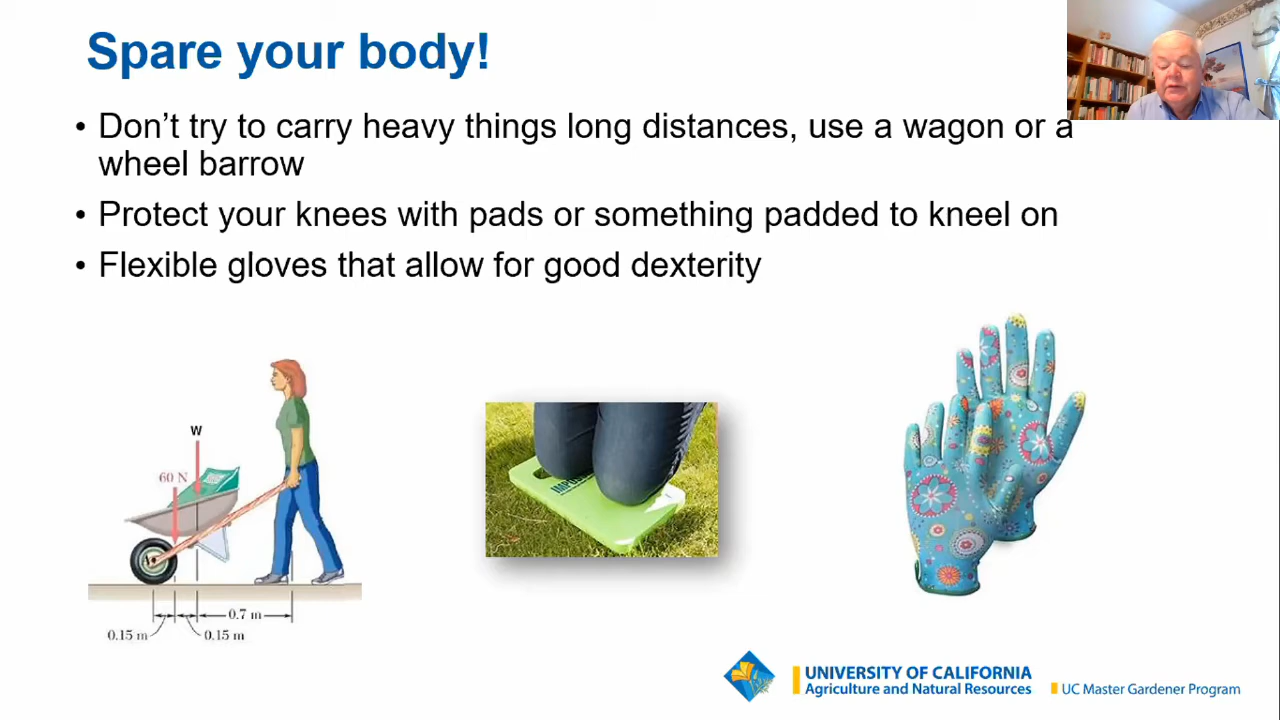 Spare your body!
• Don’t try to carry heavy things long distances, use a wagon or a
wheel barrow
• Protect your knees with pads or something padded to kneel on
• Flexible gloves that allow for good dexterity
W
60 N
0.7 m
0.15 m
0.15 m
UNIVERSITY OF CALIFORNIA
Agriculture and Natural Resources
UC Master Gardener Program